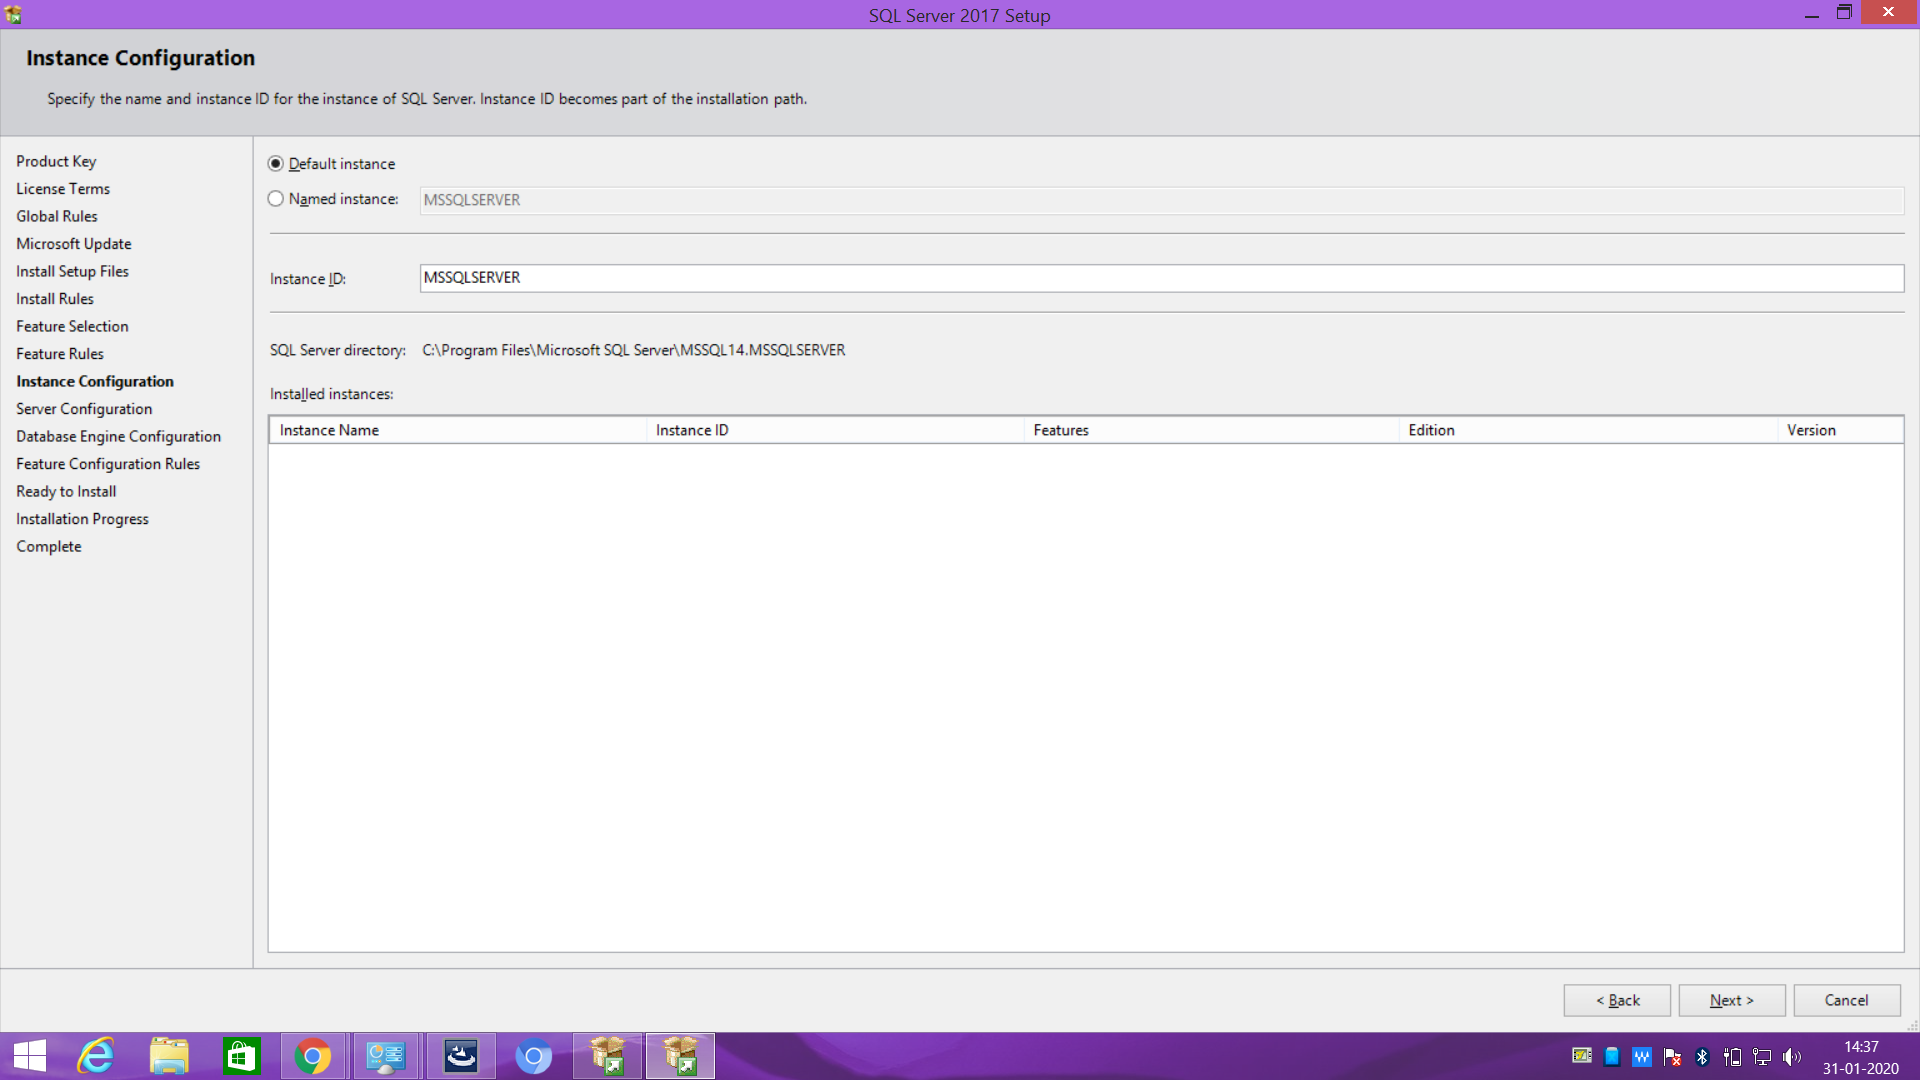 SQL Server 2017 Setup
Instance Configuration
Specify the name and instance ID for the instance of SQL Server. Instance ID becomes part of the installation path.
Product Key
License Terms
Global Rules
Microsoft Update
Install Setup Files
Install Rules
Feature Selection
Feature Rules
Instance Configuration
Server Configuration
Database Engine Configuration
Feature Configuration Rules
Ready to Install
Installation Progress
Complete
Default instance
Named instance: MSSQLSERVER
Instance ID: MSSQLSERVER
SQL Server directory: C:\Program Files\Microsoft SQL Server\MSSQL14.MSSQLSERVER
Installed instances:
Instance Name Instance ID Features Edition Version
< Back Next > Cancel
14:37
31-01-2020